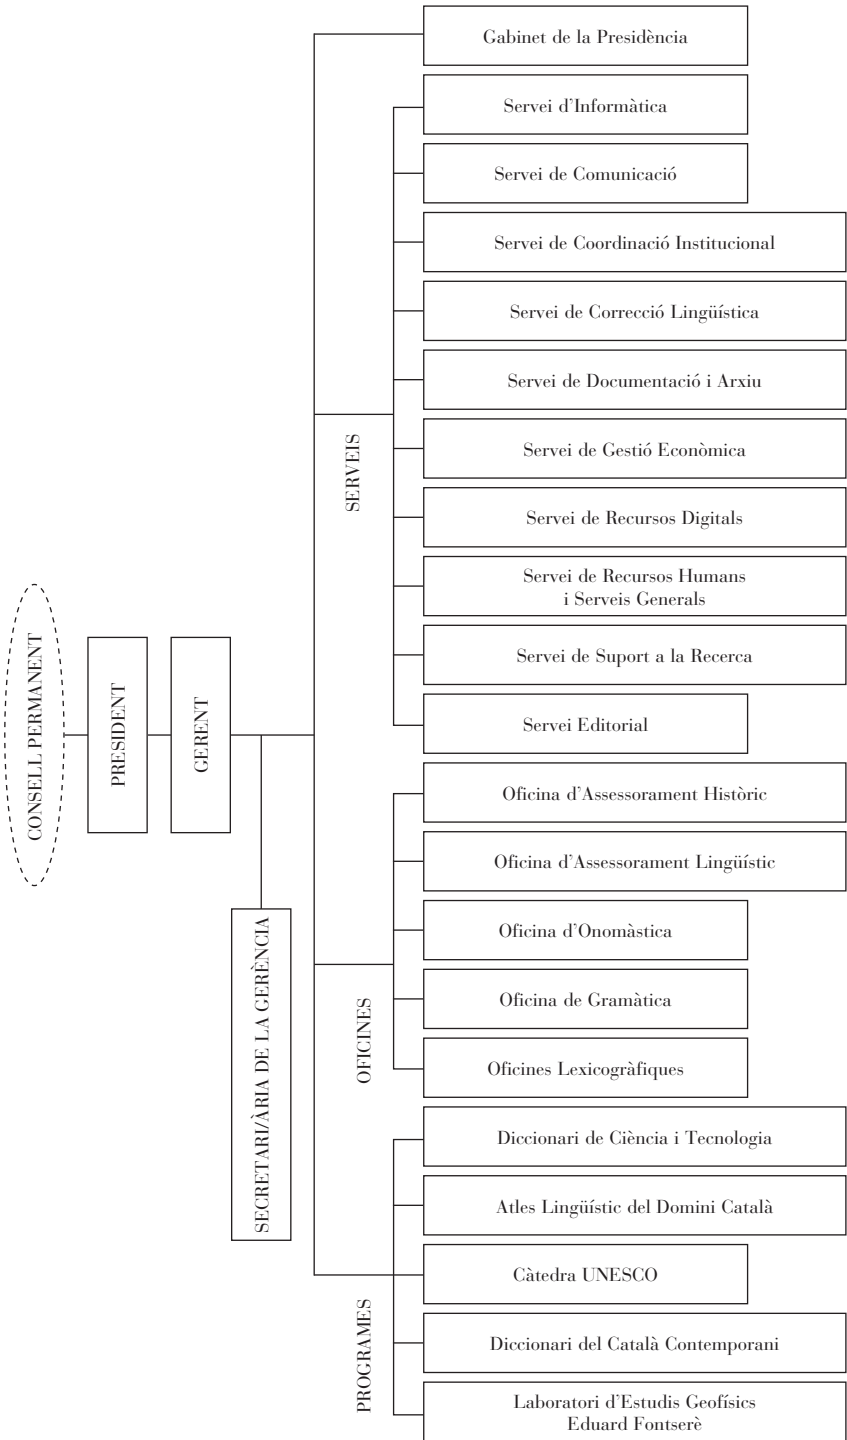 CONSELL PERMANENT
PRESIDENT
GERENT
SECRETARI/ÀRIA DE LA GERÈNCIA
Gabinet de la Presidència
SERVEIS
Servei d’Informàtica
Servei de Comunicació
Servei de Coordinació Institucional
Servei de Correcció Lingüística
Servei de Documentació i Arxiu
Servei de Gestió Econòmica
Servei de Recursos Digitals
Servei de Recursos Humans
i Serveis Generals
Servei de Suport a la Recerca
Servei Editorial
OFICINES
Oficina d’Assessorament Històric
Oficina d’Assessorament Lingüístic
Oficina d’Onomàstica
Oficina de Gramàtica
Oficines Lexicogràfiques
PROGRAMES
Diccionari de Ciència i Tecnologia
Atles Lingüístic del Domini Català
Càtedra UNESCO
Diccionari del Català Contemporani
Laboratori d’Estudis Geofísics
Eduard Fontserè